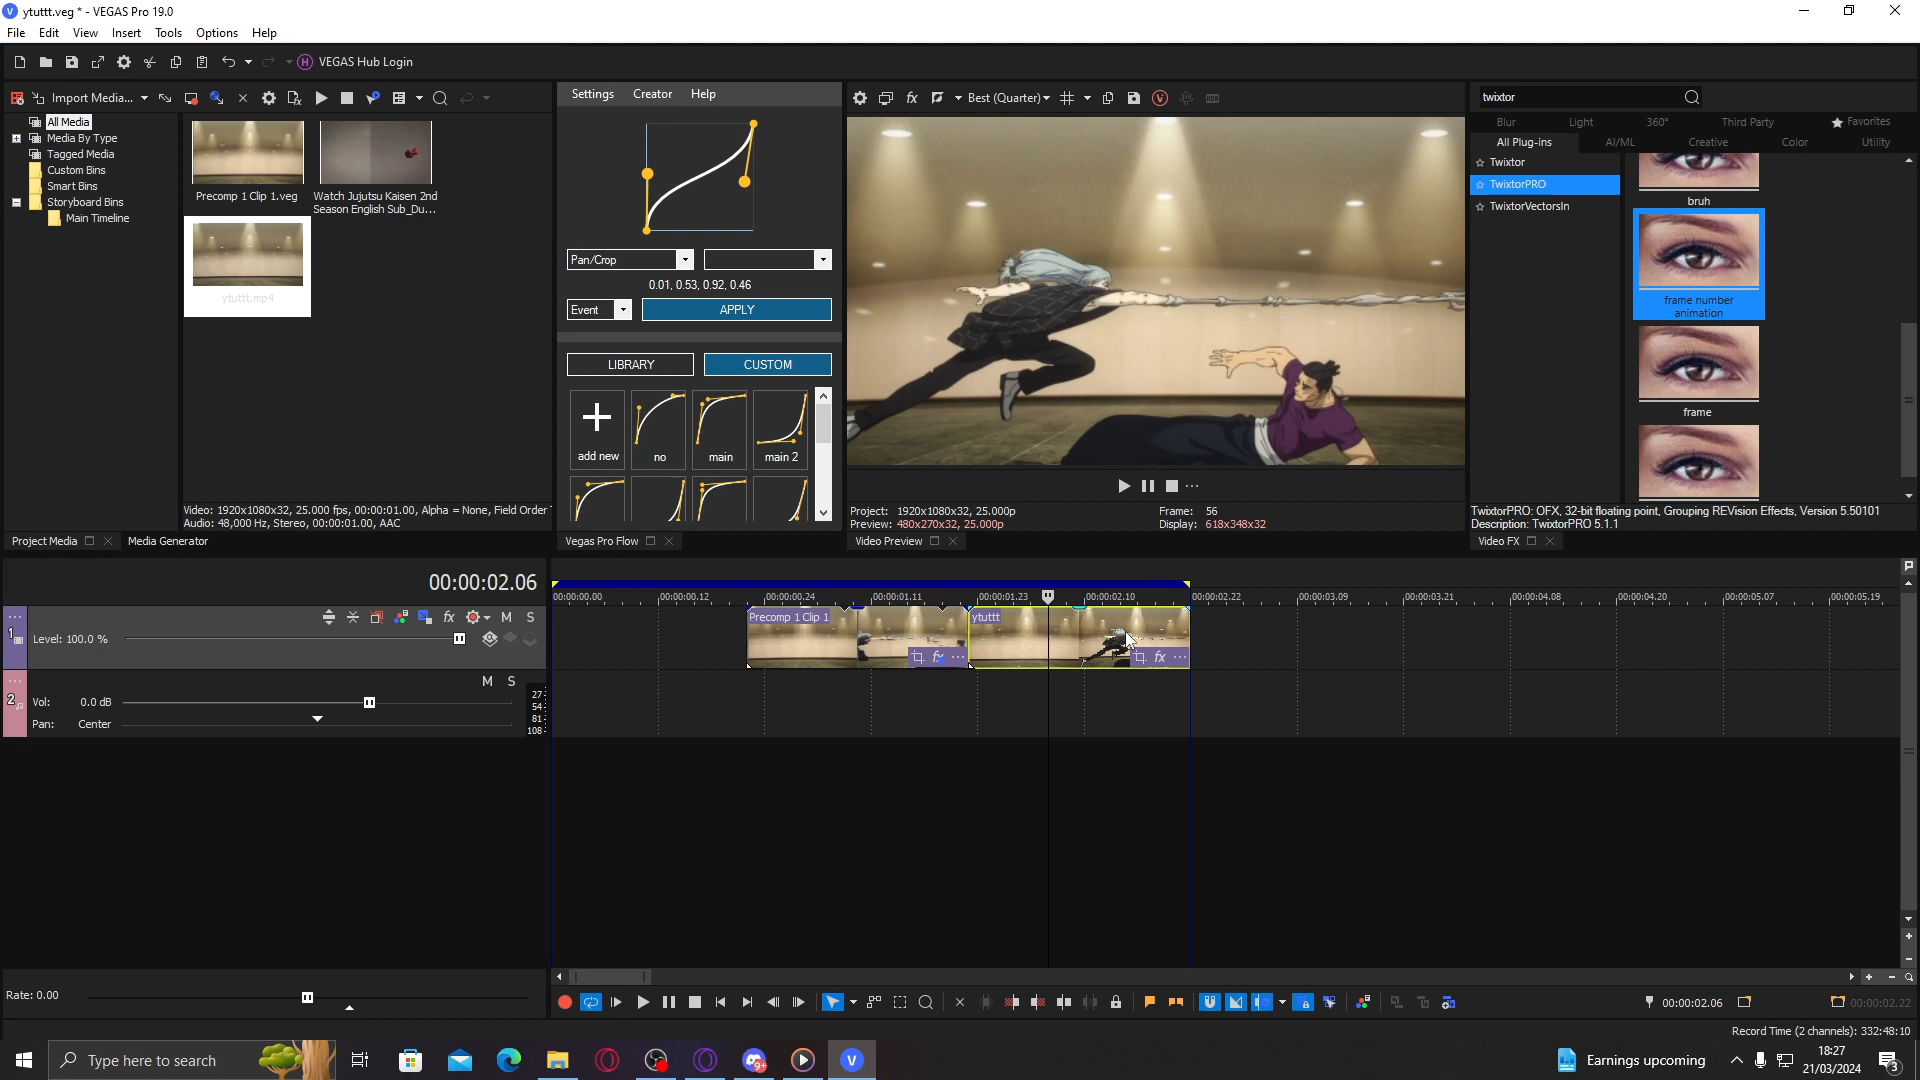 ytuttt.veg * - VEGAS Pro 19.0
File Edit View Insert Tools Options Help
VEGAS Hub Login
Import Media...
All Media
Media By Type
Tagged Media
Custom Bins
Smart Bins
Storyboard Bins
Main Timeline
Precomp 1 Clip 1.veg
Watch Jujutsu Kaisen 2nd
Season English Sub_Du...
ytuttt.mp4
Video: 1920x1080x32, 25.000 fps, 00:00:01.00, Alpha = None, Field Order
Audio: 48,000 Hz, Stereo, 00:00:01.00, AAC
Project Media
Media Generator
Settings Creator Help
Pan/Crop
0.01, 0.53, 0.92, 0.46
Event
APPLY
LIBRARY
CUSTOM
add new
no
main
main 2
Vegas Pro Flow
Best (Quarter)
Project: 1920x1080x32, 25.000p
Preview: 480x270x32, 25.000p
Frame: 56
Display: 618x348x32
Video Preview
twixtor
Blur Light 360° Third Party Favorites
All Plug-ins AI/ML Creative Color Utility
Twixtor
TwixtorPRO
TwixtorVectorsIn
bruh
frame number
animation
frame
TwixtorPRO: OFX, 32-bit floating point, Grouping REVision Effects, Version 5.50101
Description: TwixtorPRO 5.1.1
Video FX
00:00:02.06
00:00:00.00 00:00:00.12 00:00:00.24 00:00:01.11 00:00:01.23 00:00:02.10 00:00:02.22 00:00:03.09 00:00:03.21 00:00:04.08 00:00:04.20 00:00:05.07 00:00:05.19
1
M S
Level: 100.0 %
Precomp 1 Clip 1
fx
ytuttt
fx
2
M S
Vol: 0.0 dB
Pan: Center
27
54
81
108
Rate: 0.00
00:00:02.06
00:00:02.22
Record Time (2 channels): 332:48:10
Type here to search
9+
Earnings upcoming
18:27
21/03/2024
3